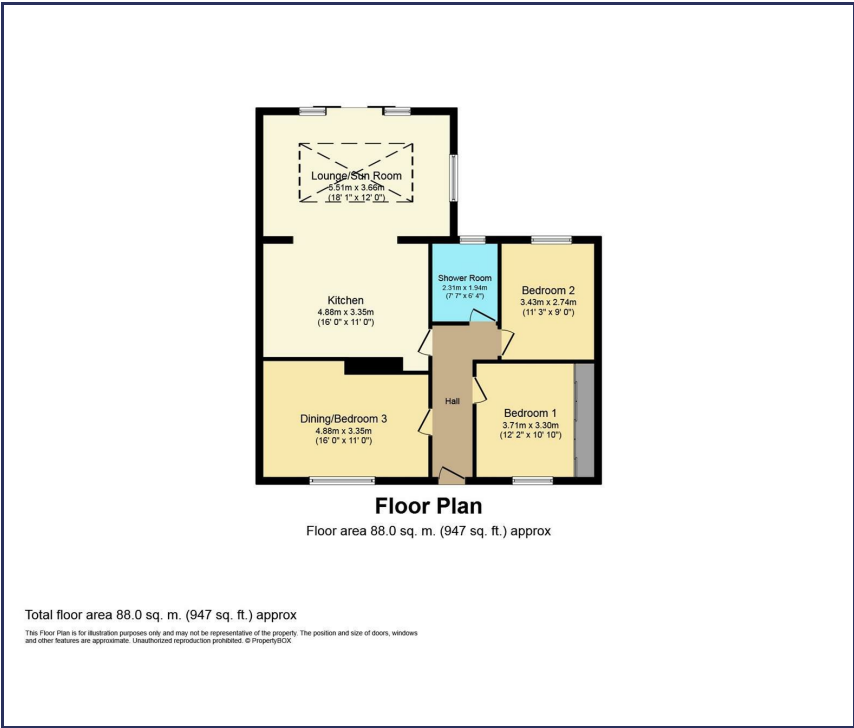 Lounge/Sun Room
5.51m x 3.66m
(18' 1" x 12' 0")
Shower Room
2.31m x 1.94m
(7' 7" x 6' 4")
Bedroom 2
3.43m x 2.74m
(11' 3" x 9' 0")
Kitchen
4.88m x 3.35m
(16' 0" x 11' 0")
Hall
Dining/Bedroom 3
4.88m x 3.35m
(16' 0" x 11' 0")
Bedroom 1
3.71m x 3.30m
(12' 2" x 10' 10")
Floor Plan
Floor area 88.0 sq. m. (947 sq. ft.) approx
Total floor area 88.0 sq. m. (947 sq. ft.) approx
This Floor Plan is for illustration purposes only and may not be representative of the property. The position and size of doors, windows
and other features are approximate. Unauthorized reproduction prohibited. © PropertyBOX